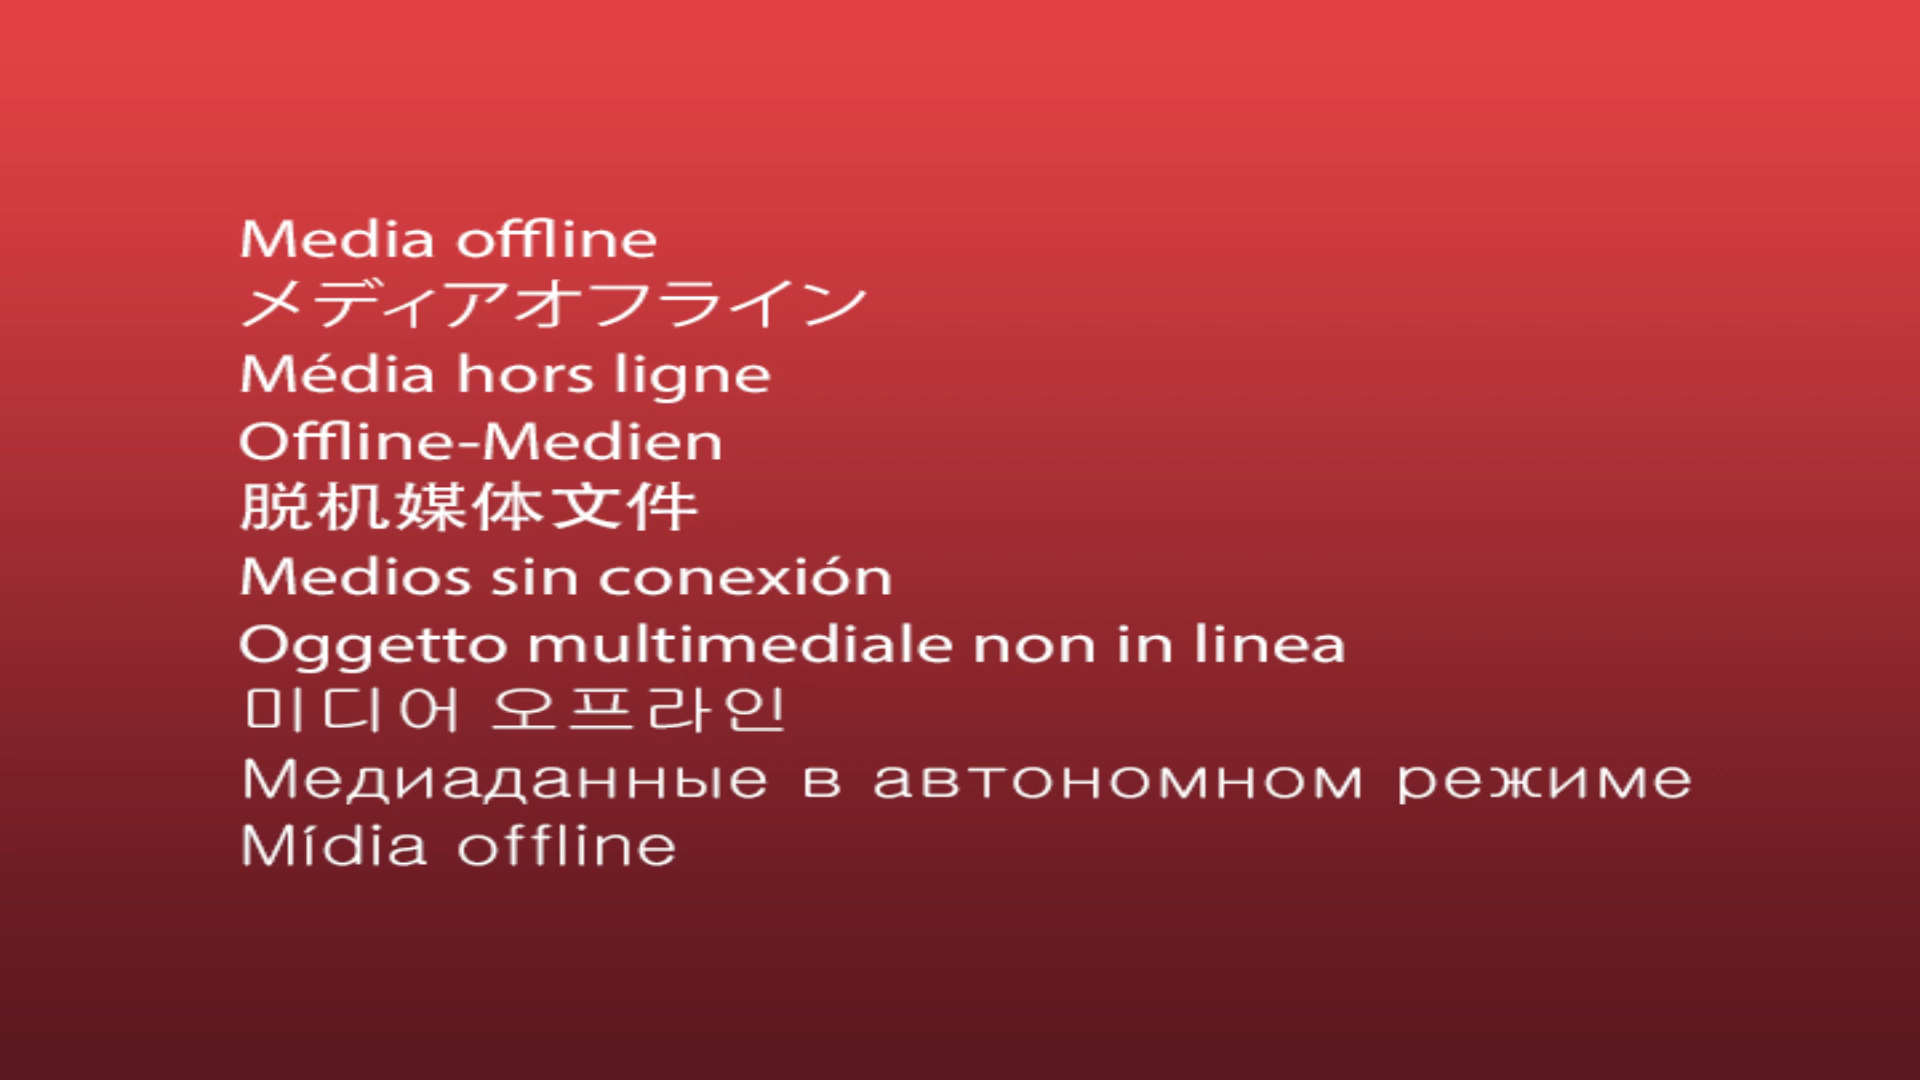 Media offline
メディアオフライン
Média hors ligne
Offline-Medien
脱机媒体文件
Medios sin conexión
Oggetto multimediale non in linea
미디어 오프라인
Медиаданные в автономном режиме
Mídia offline